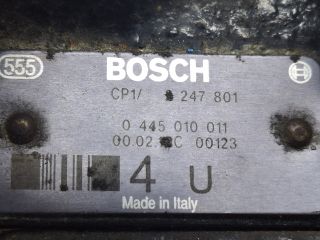 555 BOSCH
CP1/ 247 801
0 445 010 011
00.02. C 00123
4 U
Made in Italy